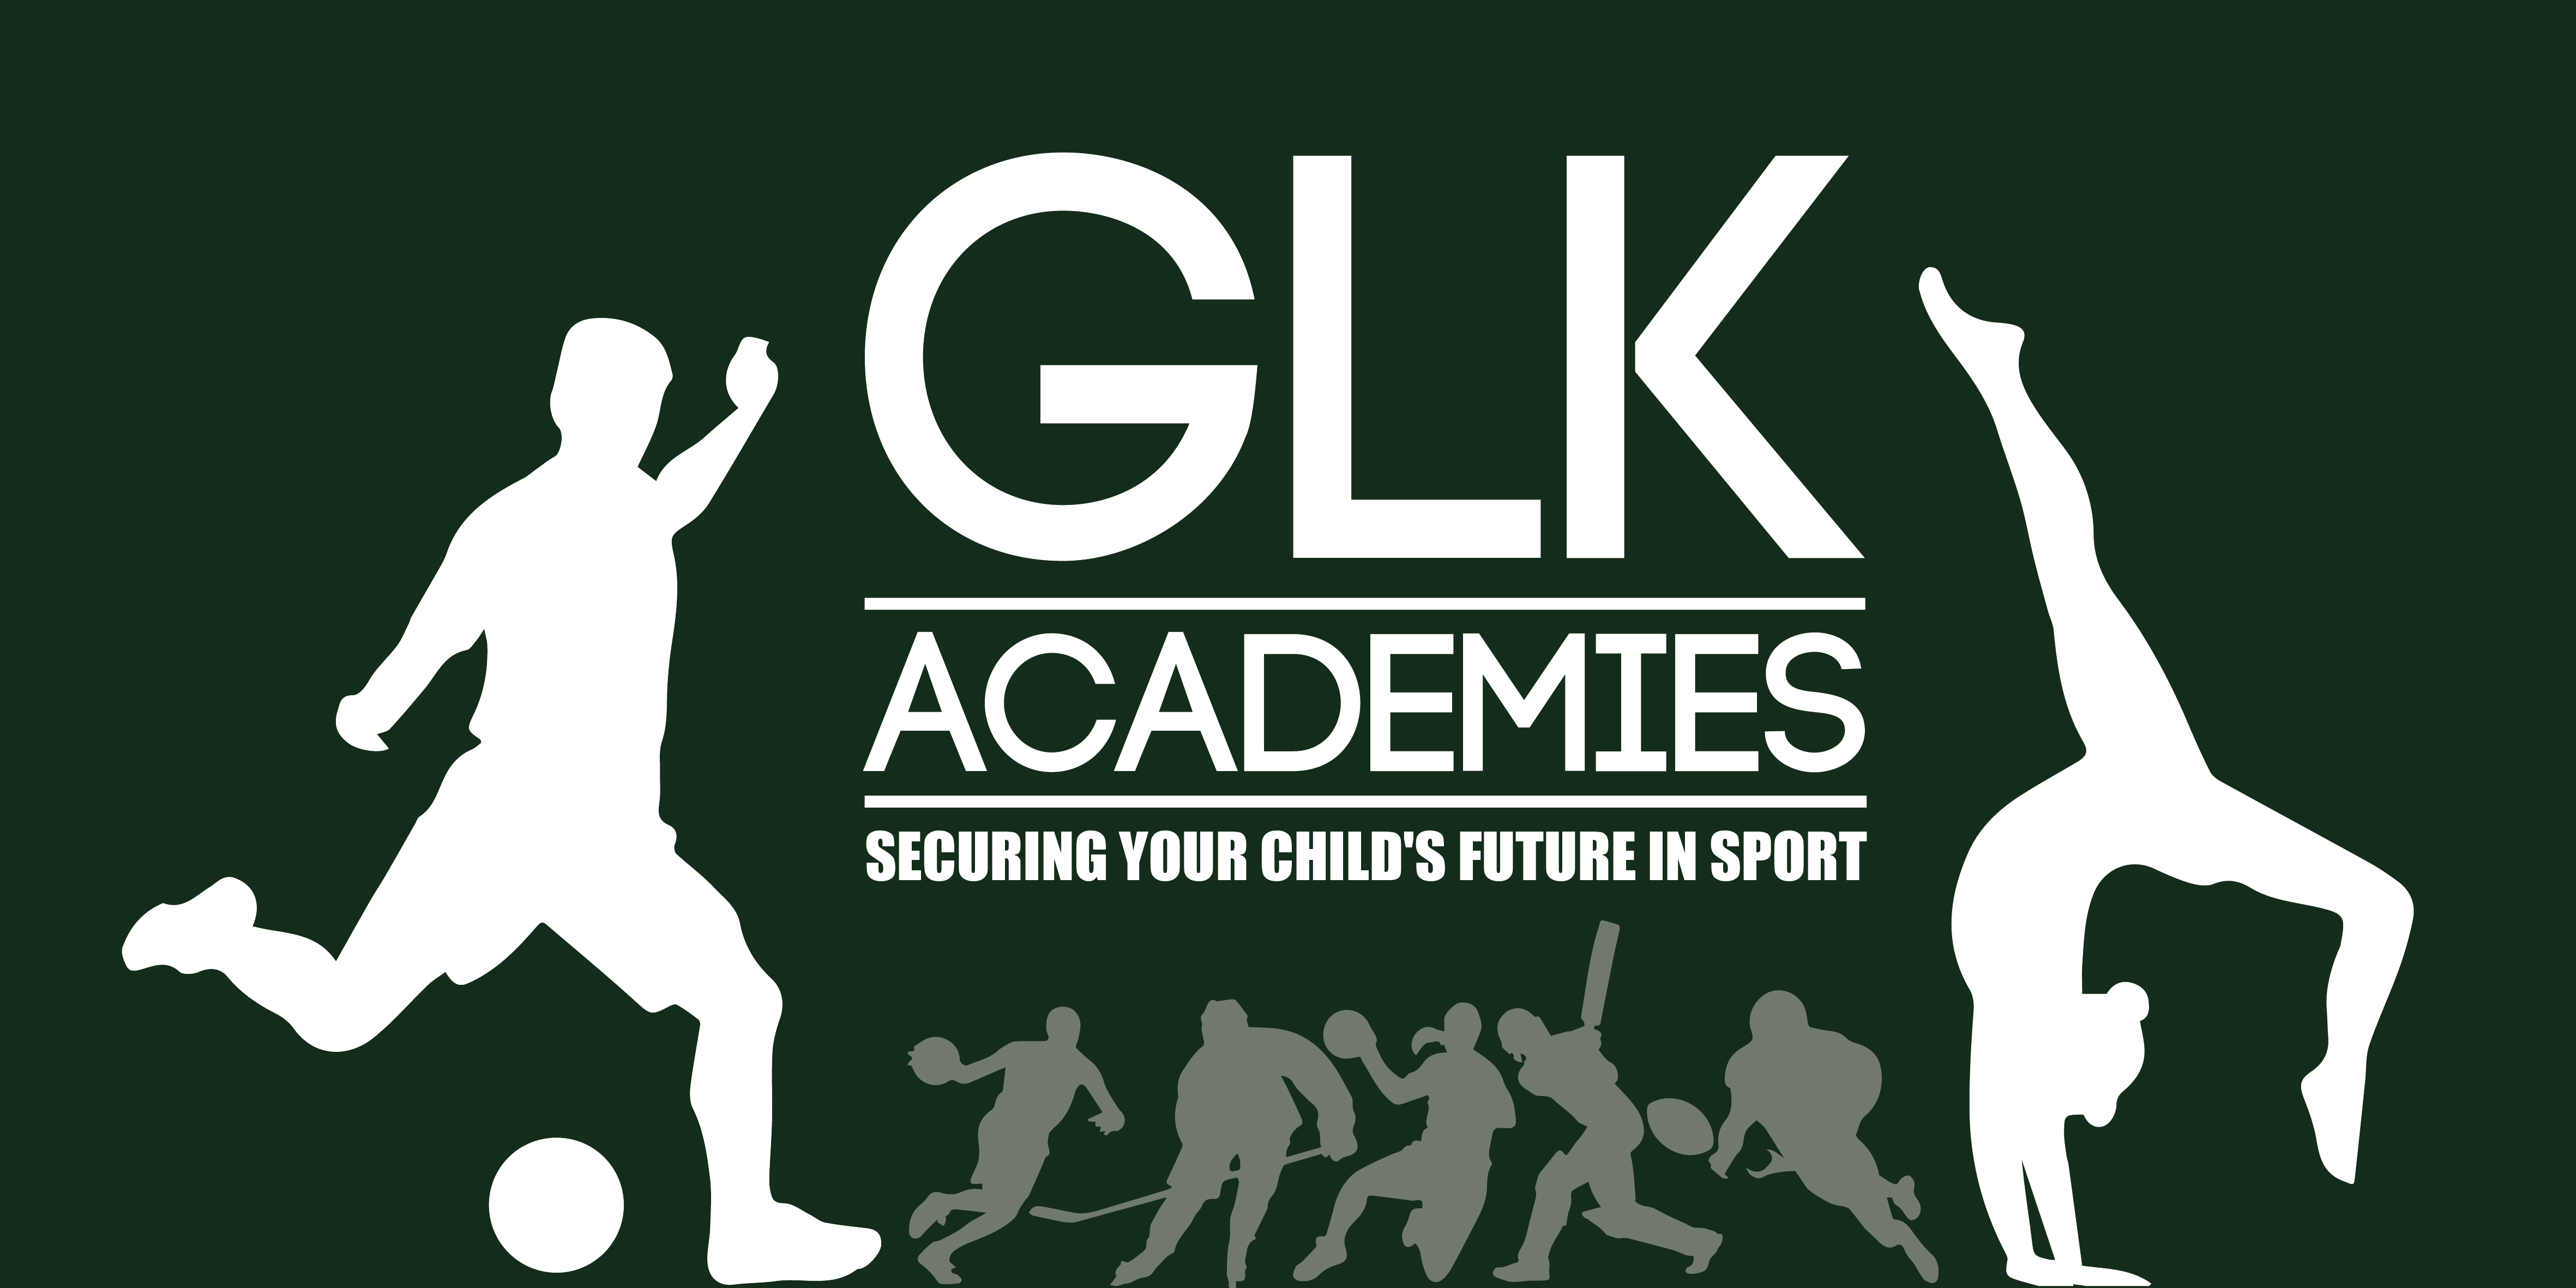 GLK
ACADEMIES
SECURING YOUR CHILD'S FUTURE IN SPORT